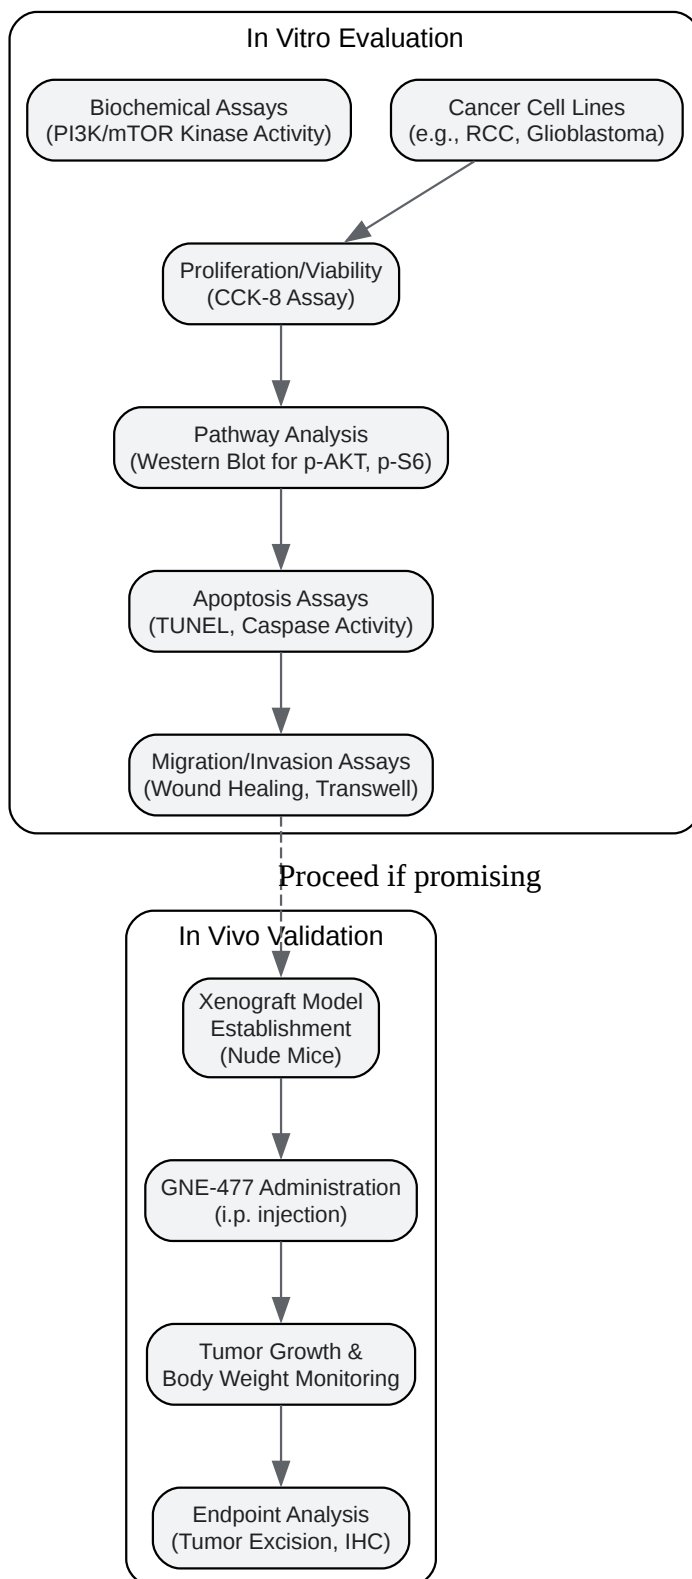 In Vitro Evaluation
Biochemical Assays
(PI3K/mTOR Kinase Activity)
Cancer Cell Lines
(e.g., RCC, Glioblastoma)
Proliferation/Viability
(CCK-8 Assay)
Pathway Analysis
(Western Blot for p-AKT, p-S6)
Apoptosis Assays
(TUNEL, Caspase Activity)
Migration/Invasion Assays
(Wound Healing, Transwell)
Proceed if promising
In Vivo Validation
Xenograft Model
Establishment
(Nude Mice)
GNE-477 Administration
(i.p. injection)
Tumor Growth &
Body Weight Monitoring
Endpoint Analysis
(Tumor Excision, IHC)